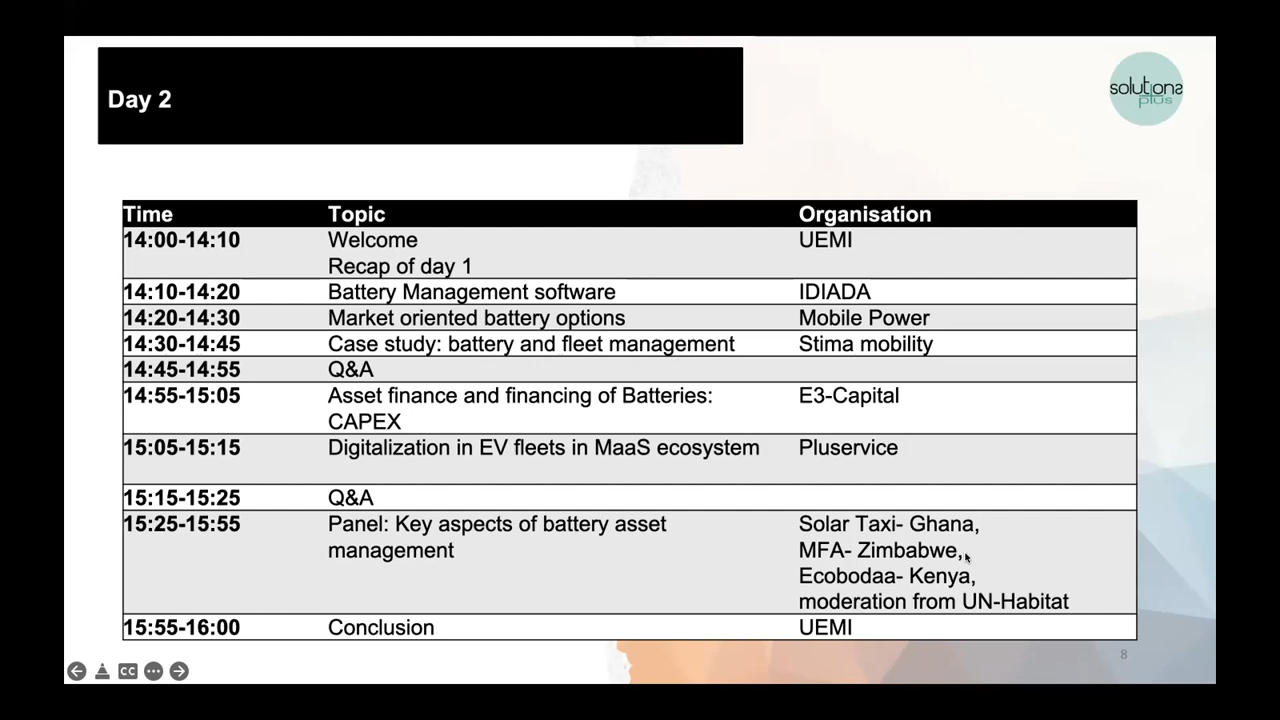 Day 2
solutions
plus
Time Topic Organisation
14:00-14:10 Welcome UEMI
Recap of day 1
14:10-14:20 Battery Management software IDIADA
14:20-14:30 Market oriented battery options Mobile Power
14:30-14:45 Case study: battery and fleet management Stima mobility
14:45-14:55 Q&A
14:55-15:05 Asset finance and financing of Batteries: E3-Capital
CAPEX
15:05-15:15 Digitalization in EV fleets in MaaS ecosystem Pluservice
15:15-15:25 Q&A
15:25-15:55 Panel: Key aspects of battery asset Solar Taxi- Ghana,
management MFA- Zimbabwe,
Ecobodaa- Kenya,
moderation from UN-Habitat
15:55-16:00 Conclusion UEMI
8
CC